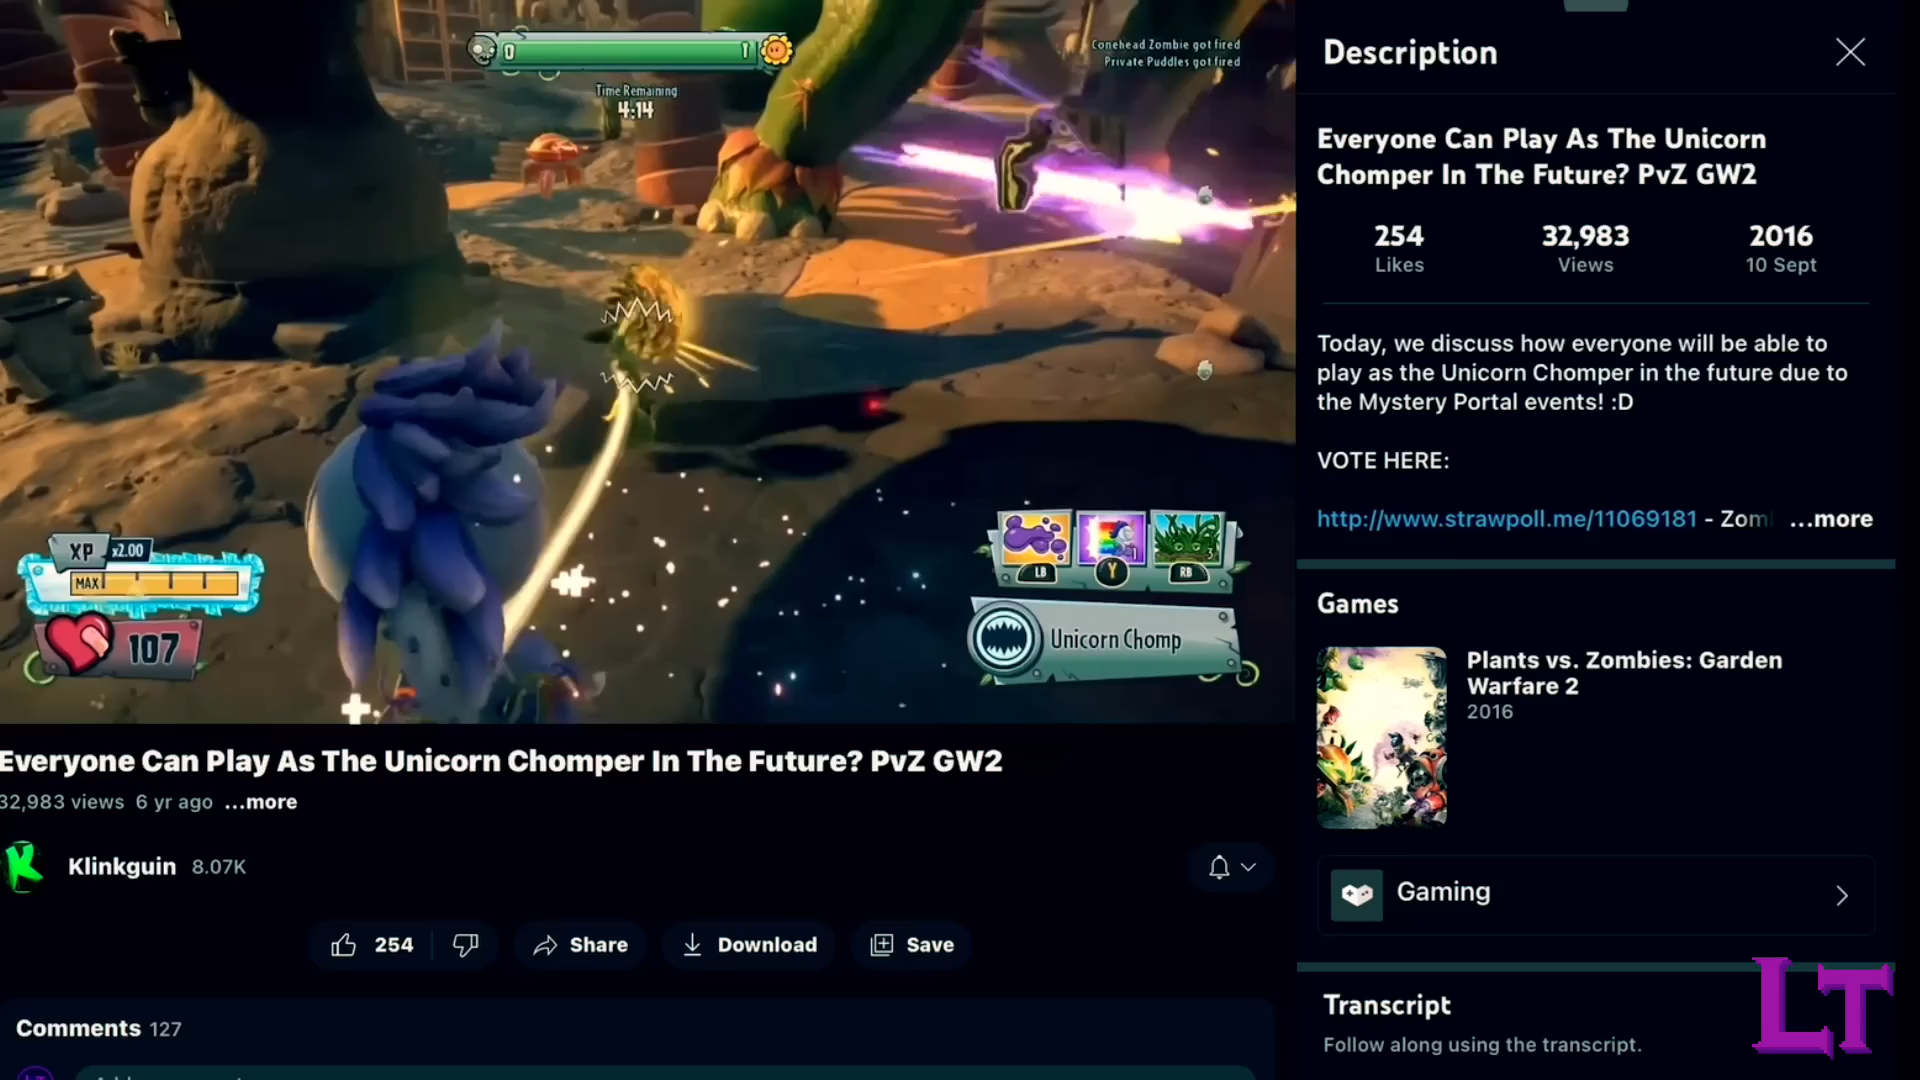 0
1
Time Remaining
4:14
Conehead Zombie got fired
Private Puddles got fired
XP x2.00
MAX
107
1
3
LB
Y
RB
Unicorn Chomp
Everyone Can Play As The Unicorn Chomper In The Future? PvZ GW2
32,983 views 6 yr ago ...more
K
Klinkguin 8.07K
254
Share
Download
Save
Comments 127
Description
Everyone Can Play As The Unicorn
Chomper In The Future? PvZ GW2
254
Likes
32,983
Views
2016
10 Sept
Today, we discuss how everyone will be able to
play as the Unicorn Chomper in the future due to
the Mystery Portal events! :D
VOTE HERE:
http://www.strawpoll.me/11069181 - Zom ...more
Games
Plants vs. Zombies: Garden
Warfare 2
2016
Gaming
Transcript
Follow along using the transcript.
LT